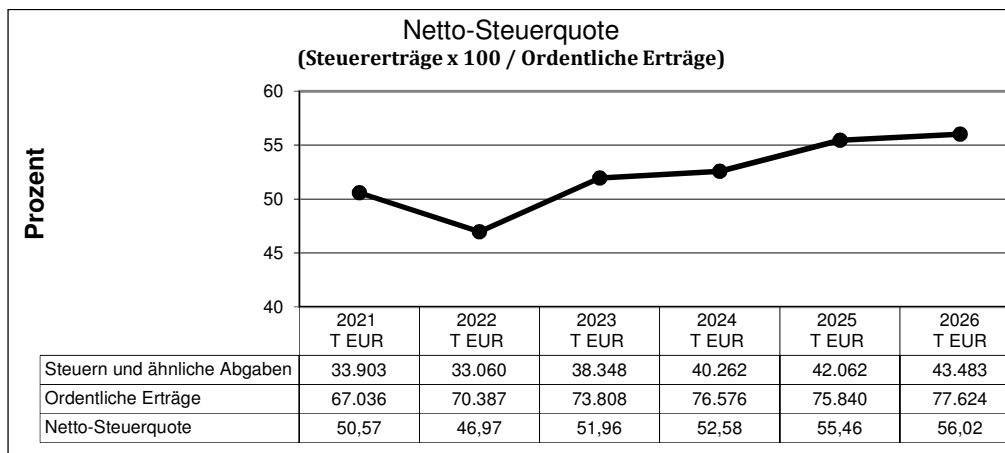 Netto-Steuerquote
(Steuererträge x 100 / Ordentliche Erträge)
Prozent
60
55
50
45
40
2021 2022 2023 2024 2025 2026
T EUR T EUR T EUR T EUR T EUR T EUR
Steuern und ähnliche Abgaben 33.903 33.060 38.348 40.262 42.062 43.483
Ordentliche Erträge 67.036 70.387 73.808 76.576 75.840 77.624
Netto-Steuerquote 50,57 46,97 51,96 52,58 55,46 56,02